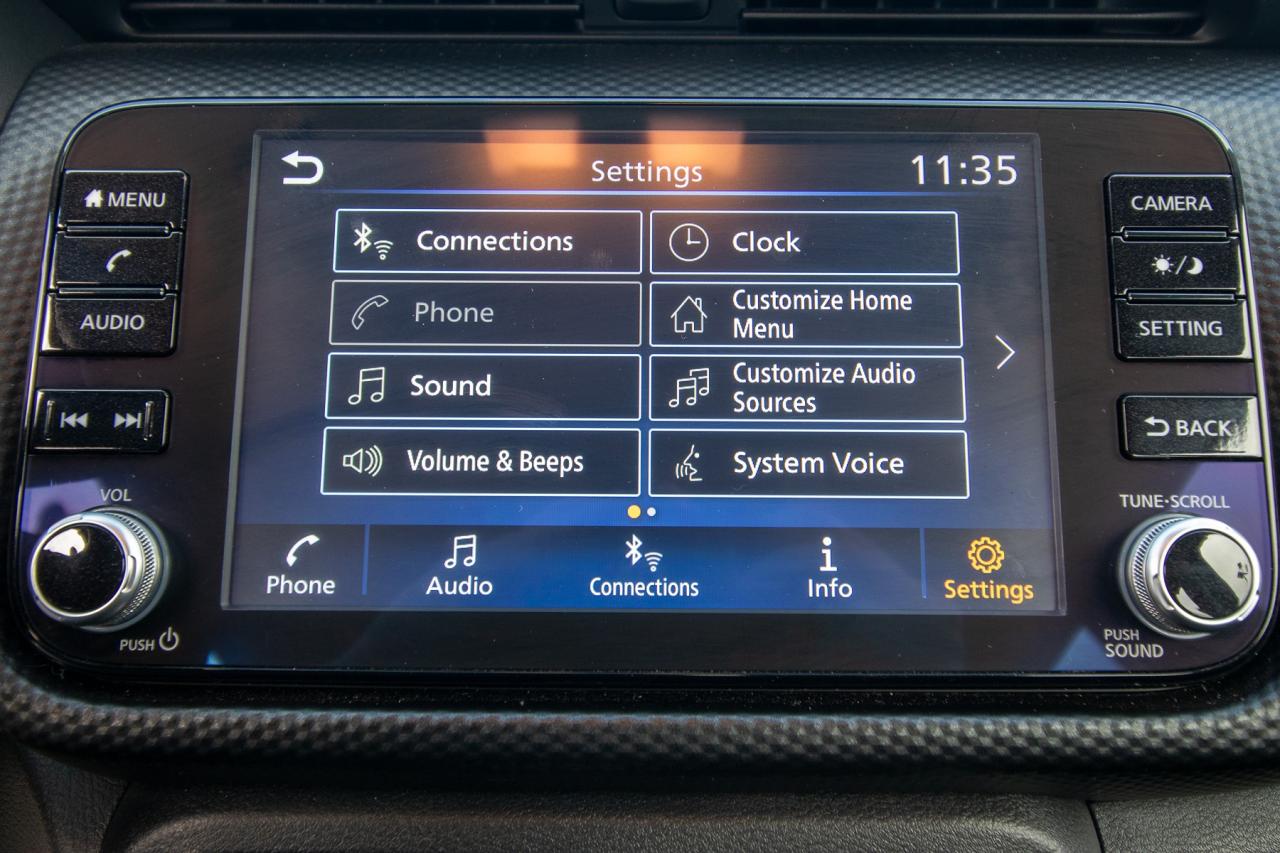 Settings
11:35
MENU
AUDIO
VOL
PUSH
Connections
Clock
Phone
Customize Home
Menu
Sound
Customize Audio
Sources
Volume & Beeps
System Voice
Phone
Audio
Connections
Info
Settings
CAMERA
SETTING
BACK
TUNE·SCROLL
PUSH
SOUND